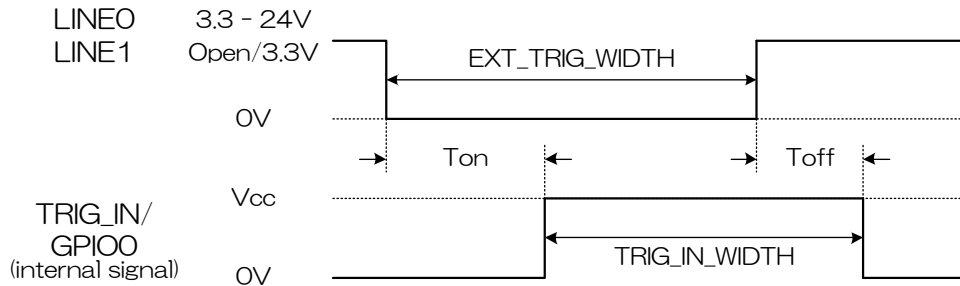 LINE0 3.3 - 24V
LINE1 Open/3.3V
EXT_TRIG_WIDTH
0V
Ton
Toff
Vcc
TRIG_IN/
GPIO0
(internal signal)
TRIG_IN_WIDTH
0V